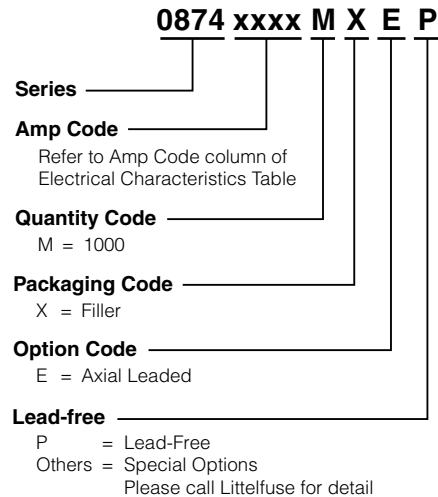 0874 xxxx M X E P
Series
Amp Code
Refer to Amp Code column of
Electrical Characteristics Table
Quantity Code
M = 1000
Packaging Code
X = Filler
Option Code
E = Axial Leaded
Lead-free
P = Lead-Free
Others = Special Options
Please call Littelfuse for detail